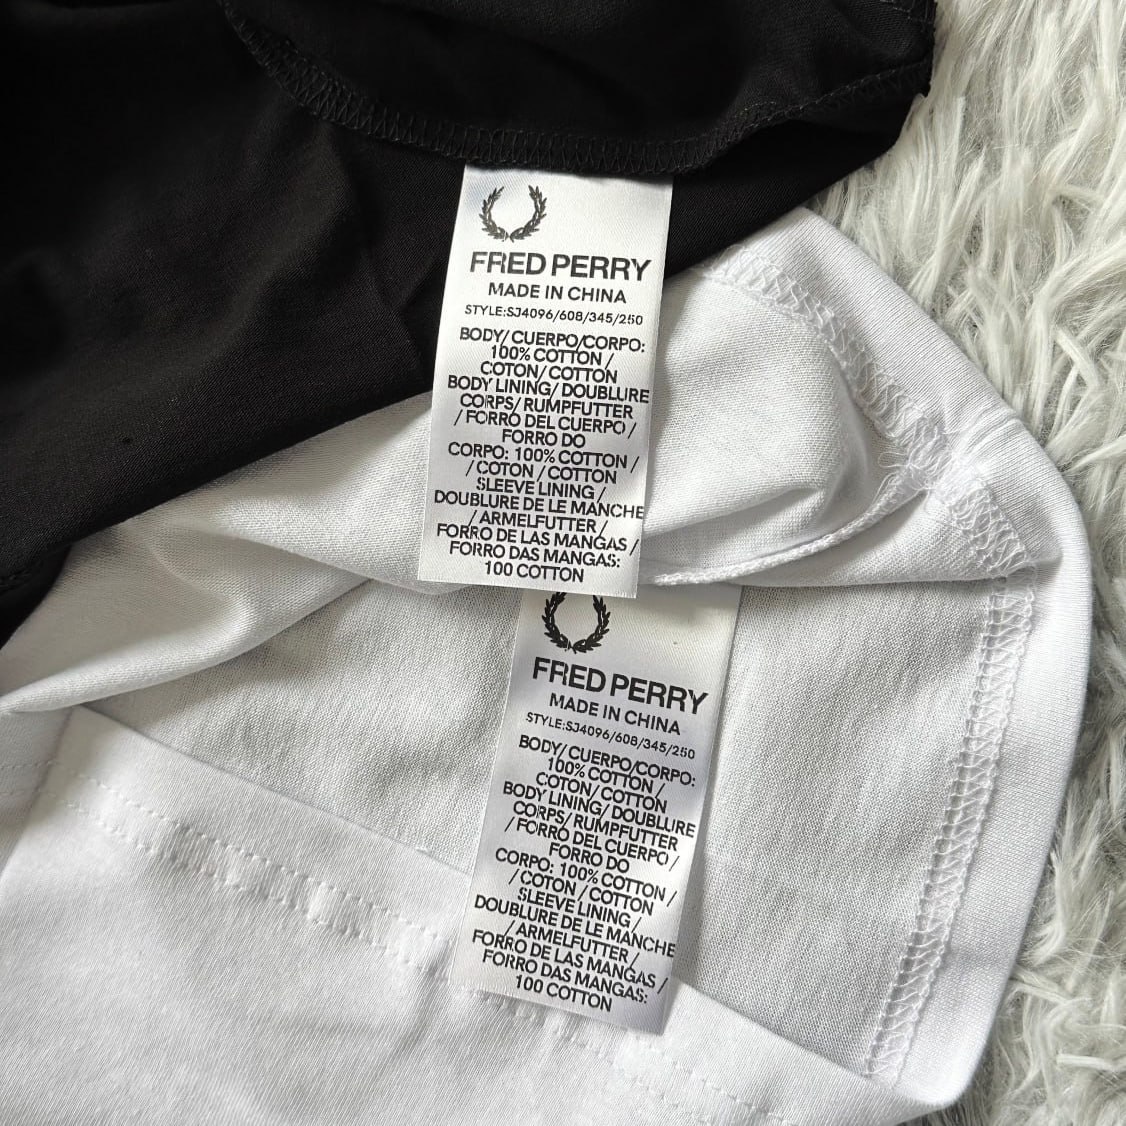 FRED PERRY
MADE IN CHINA
STYLE:SJ4096/608/345/250
BODY/CUERPO/CORPO:
100% COTTON /
COTON/COTTON
BODY LINING/DOUBLURE
CORPS/RUMPFUTTER
/FORRO DEL CUERPO/
FORRO DO
CORPO: 100% COTTON /
/COTON/COTTON
SLEEVE LINING/
DOUBLURE DE LE MANCHE
/ARMELFUTTER/
FORRO DE LAS MANGAS /
FORRO DAS MANGAS:
100 COTTON
FRED PERRY
MADE IN CHINA
STYLE:SJ4096/608/345/250
BODY/CUERPO/CORPO:
100% COTTON /
COTON/COTTON
BODY LINING/DOUBLURE
CORPS/RUMPFUTTER
/FORRO DEL CUERPO/
FORRO DO
CORPO: 100% COTTON /
/COTON/COTTON
SLEEVE LINING/
DOUBLURE DE LE MANCHE
/ARMELFUTTER/
FORRO DE LAS MANGAS /
FORRO DAS MANGAS:
100 COTTON